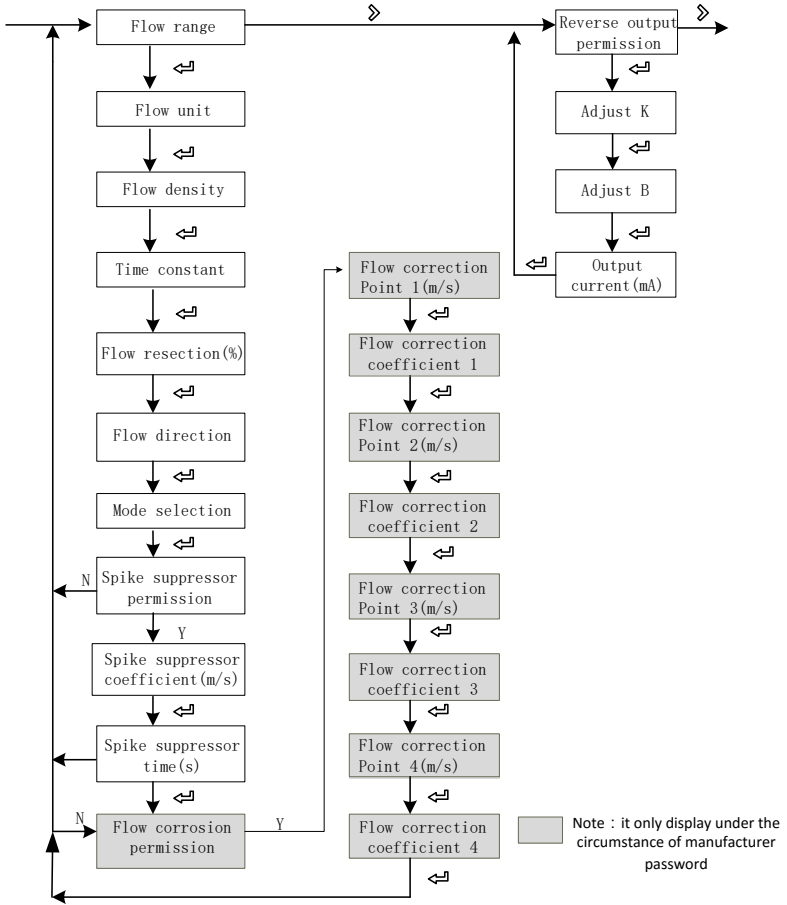 Flow range
Flow unit
Flow density
Time constant
Flow resection(%)
Flow direction
Mode selection
N
Spike suppressor
permission
Y
Spike suppressor
coefficient(m/s)
Spike suppressor
time(s)
N
Flow corrosion
permission
Y
Flow correction
Point 1(m/s)
Flow correction
coefficient 1
Flow correction
Point 2(m/s)
Flow correction
coefficient 2
Flow correction
Point 3(m/s)
Flow correction
coefficient 3
Flow correction
Point 4(m/s)
Flow correction
coefficient 4
Reverse output
permission
Adjust K
Adjust B
Output
current(mA)
Note：it only display under the
circumstance of manufacturer
password